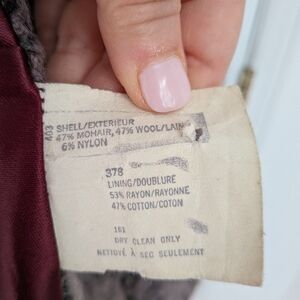 403 SHELL/EXTERIEUR
47% MOHAIR, 47% WOOL/LAINE
6% NYLON
378
LINING/DOUBLURE
53% RAYON/RAYONNE
47% COTTON/COTON
161
DRY CLEAN ONLY
NETTOYÉ À SEC SEULEMENT